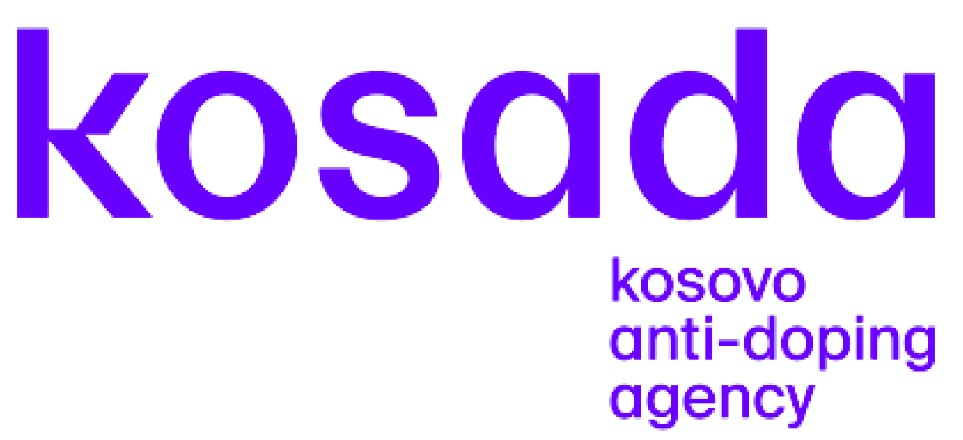 kosada
kosovo
anti-doping
agency